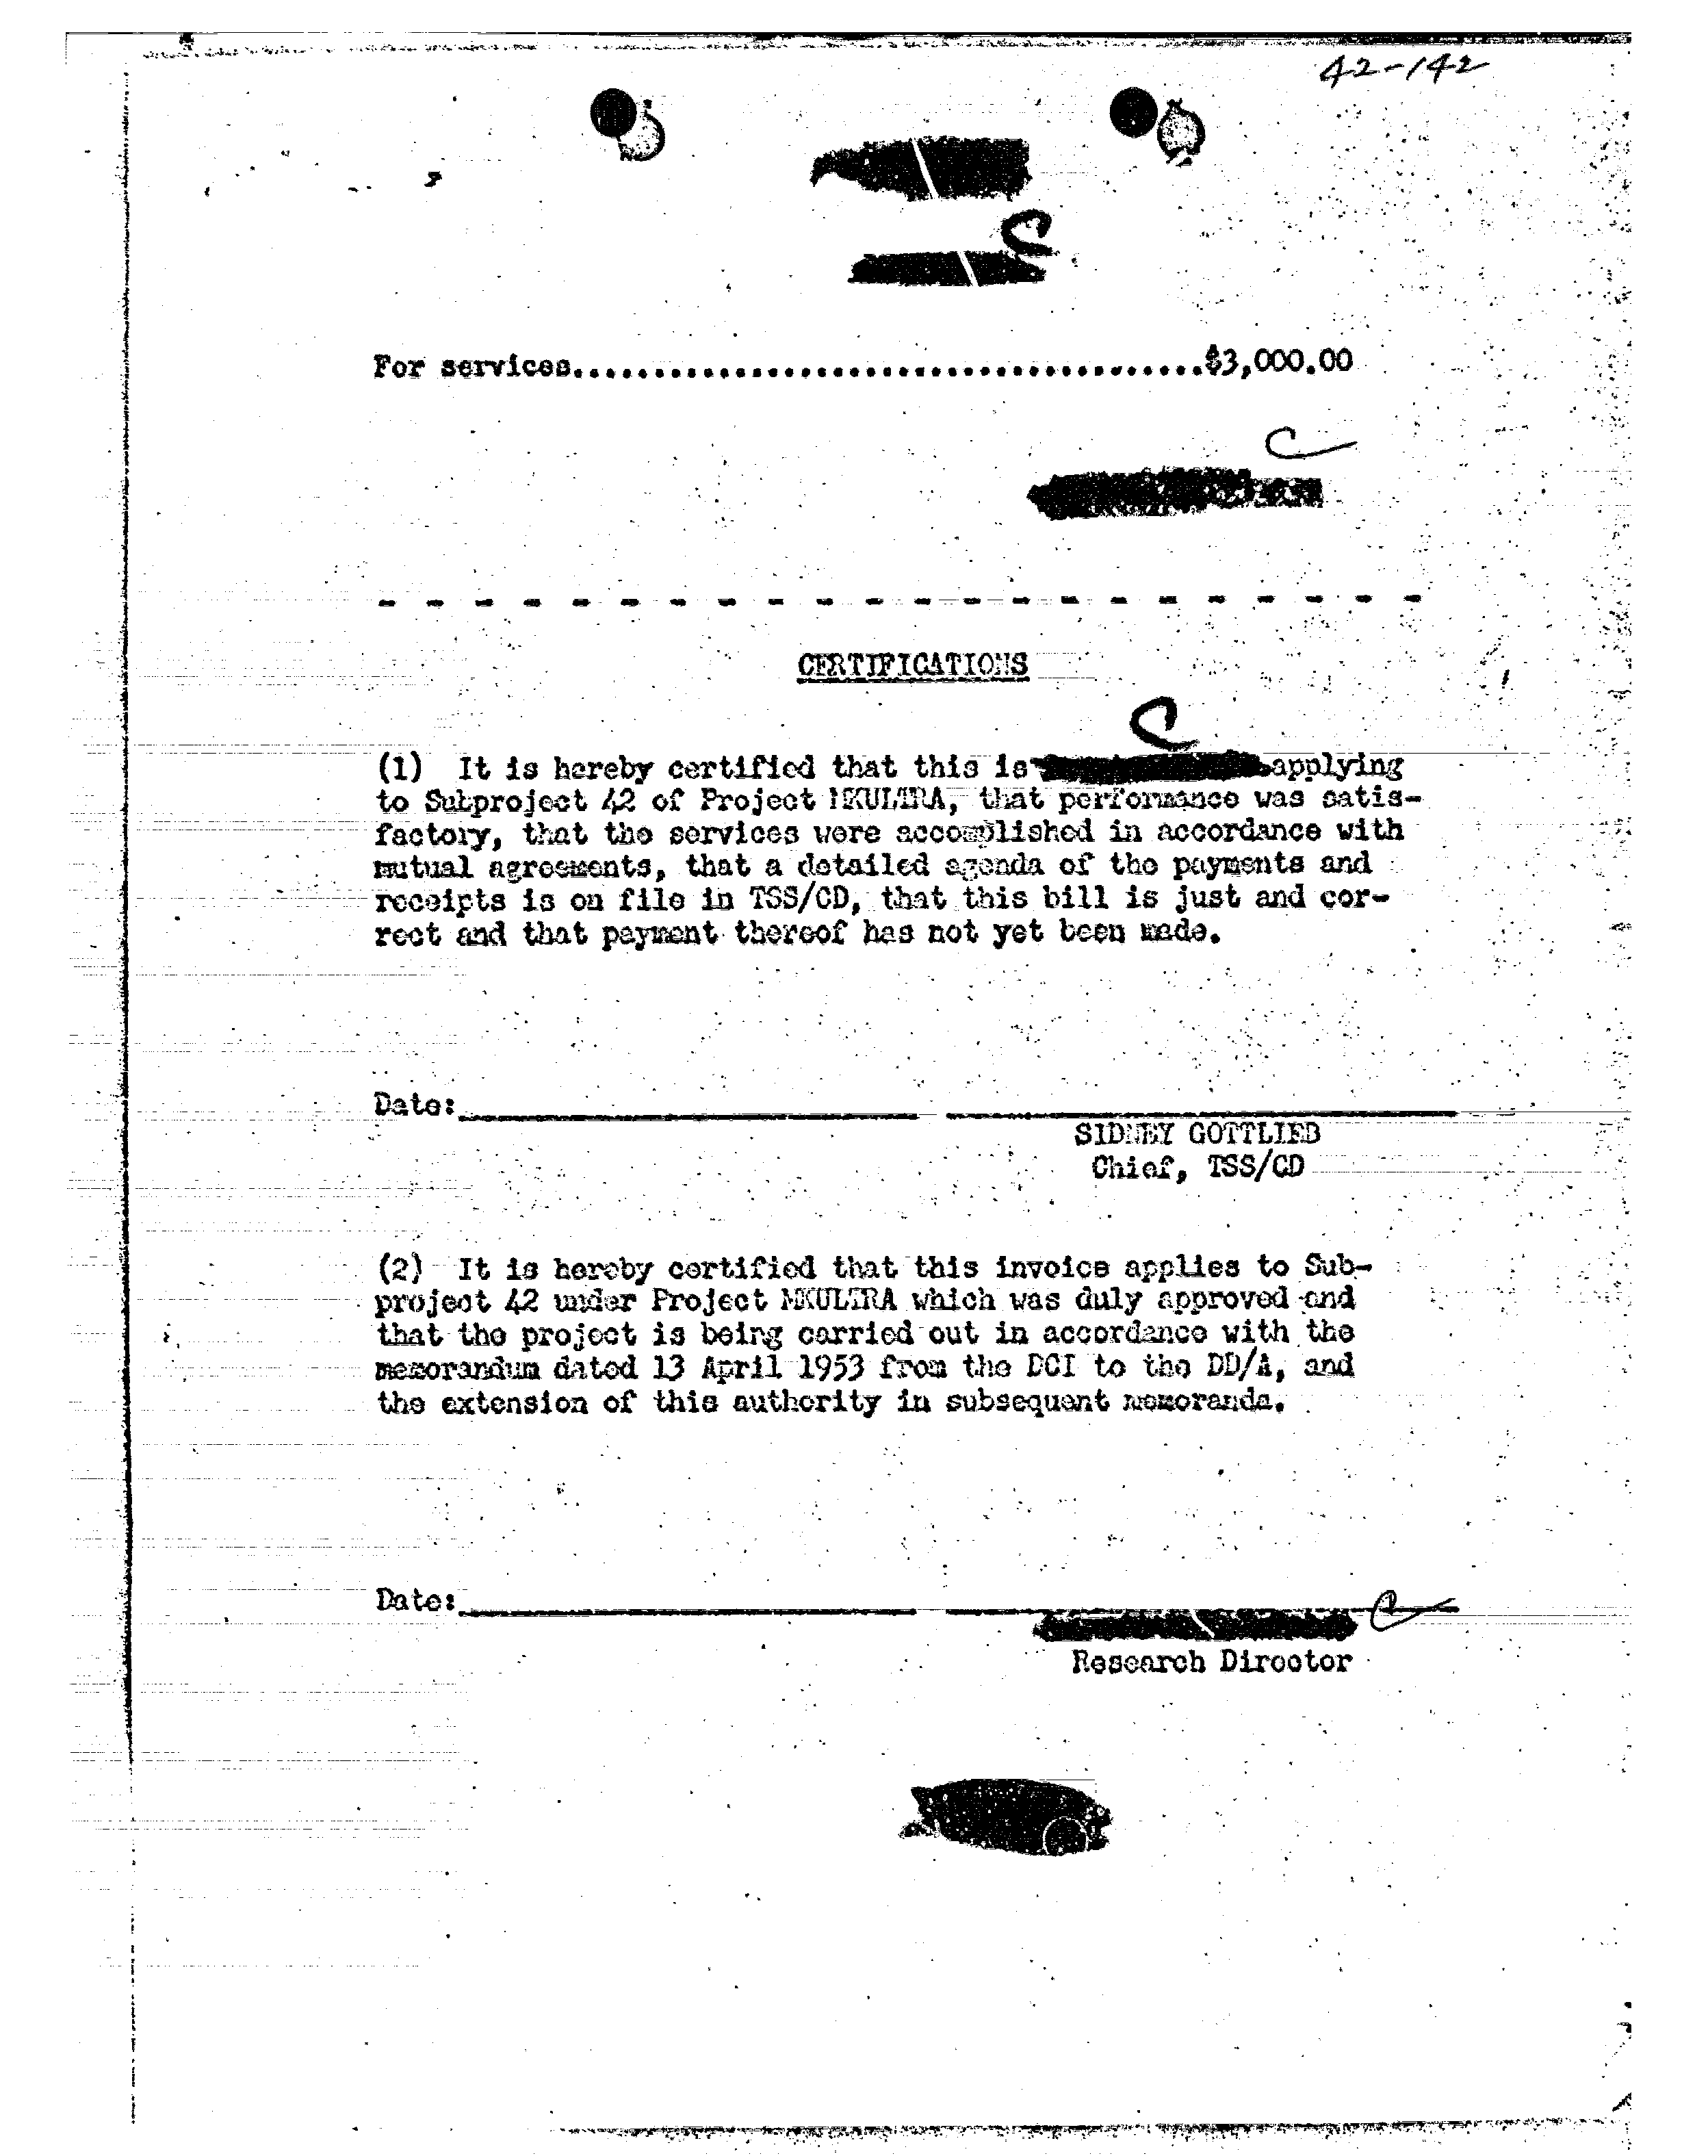 42-142
For services.......................................$3,000.00
C
CERTIFICATIONS
C
(1) It is hereby certified that this is applying
to Subproject 42 of Project MKULTRA, that performance was satis-
factory, that the services were accomplished in accordance with
mutual agreements, that a detailed agenda of the payments and
receipts is on file in TSS/CD, that this bill is just and cor-
rect and that payment thereof has not yet been made.
Date:
SIDNEY GOTTLIEB
Chief, TSS/CD
(2) It is hereby certified that this invoice applies to Sub-
project 42 under Project MKULTRA which was duly approved and
that the project is being carried out in accordance with the
memorandum dated 13 April 1953 from the DCI to the DD/A, and
the extension of this authority in subsequent memoranda.
Date:
C
Research Director